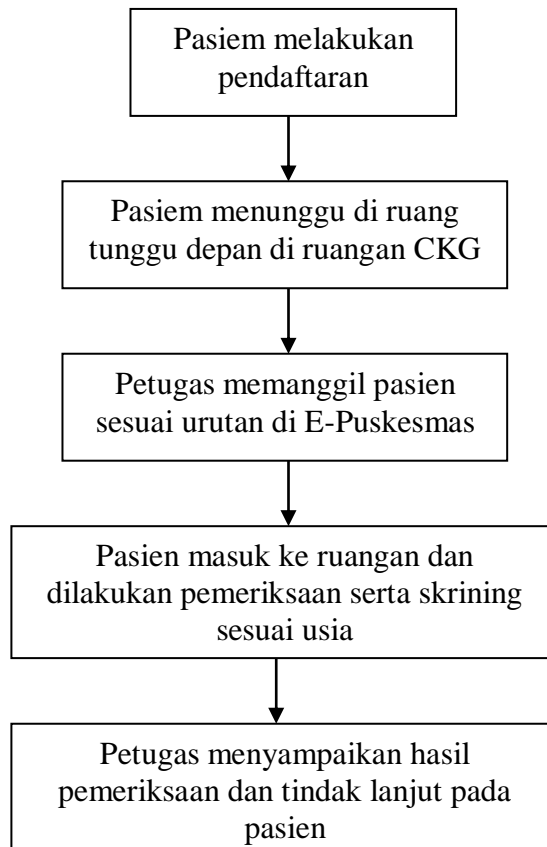 Pasiem melakukan
pendaftaran
Pasiem menunggu di ruang
tunggu depan di ruangan CKG
Petugas memanggil pasien
sesuai urutan di E-Puskesmas
Pasien masuk ke ruangan dan
dilakukan pemeriksaan serta skrining
sesuai usia
Petugas menyampaikan hasil
pemeriksaan dan tindak lanjut pada
pasien